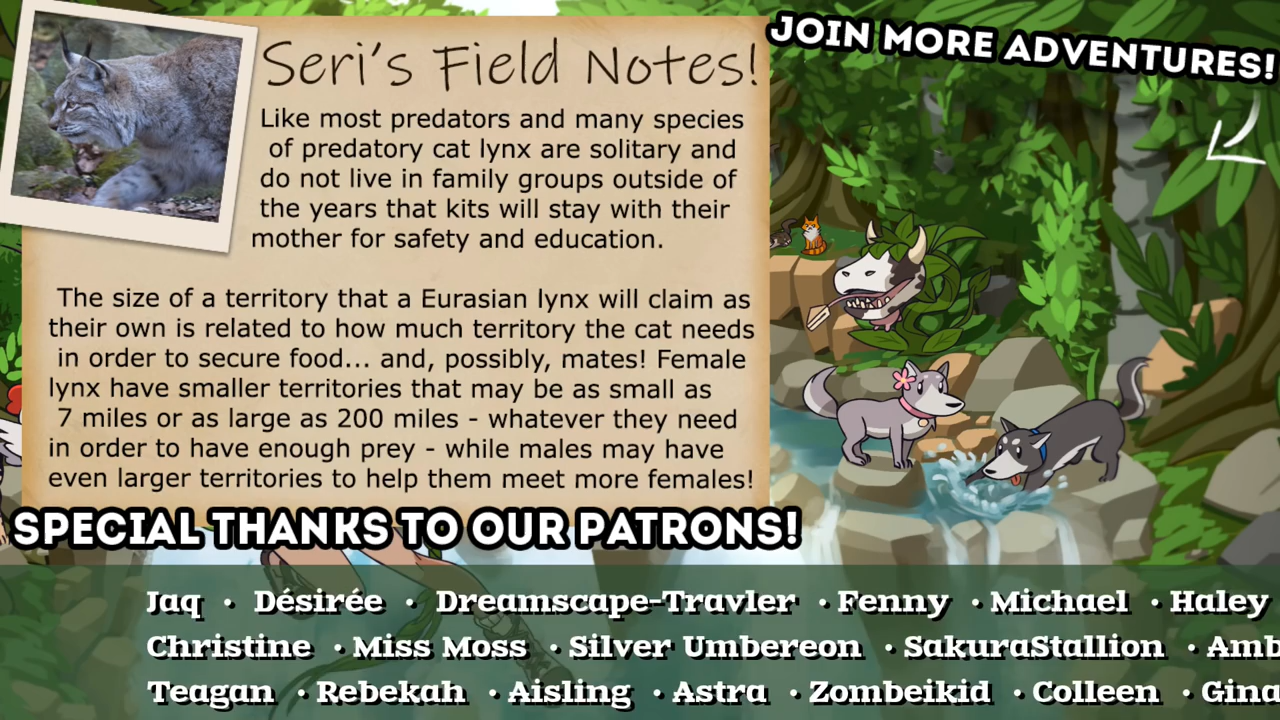 Seri's Field Notes!
Like most predators and many species
of predatory cat lynx are solitary and
do not live in family groups outside of
the years that kits will stay with their
mother for safety and education.
The size of a territory that a Eurasian lynx will claim as
their own is related to how much territory the cat needs
in order to secure food... and, possibly, mates! Female
lynx have smaller territories that may be as small as
7 miles or as large as 200 miles - whatever they need
in order to have enough prey - while males may have
even larger territories to help them meet more females!
JOIN MORE ADVENTURES!
SPECIAL THANKS TO OUR PATRONS!
Jaq · Désirée · Dreamscape-Travler · Fenny · Michael · Haley
Christine · Miss Moss · Silver Umbereon · SakuraStallion · Amb
Teagan · Rebekah · Aisling · Astra · Zombeikid · Colleen · Gina